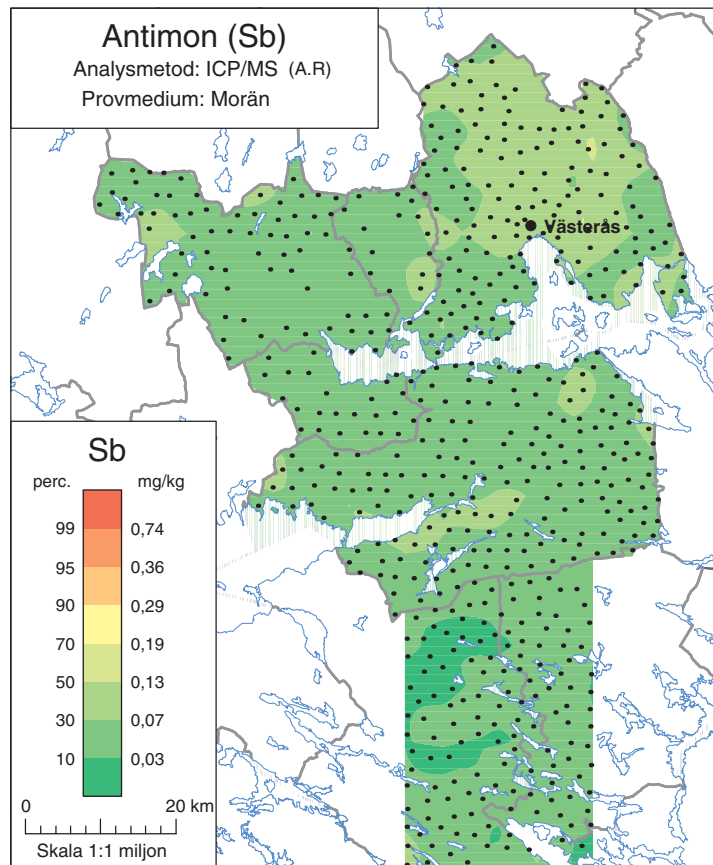 Antimon (Sb)
Analysmetod: ICP/MS (A.R)
Provmedium: Morän
Västerås
Sb
perc. mg/kg
99 0,74
95 0,36
90 0,29
70 0,19
50 0,13
30 0,07
10 0,03
0 20 km
Skala 1:1 miljon